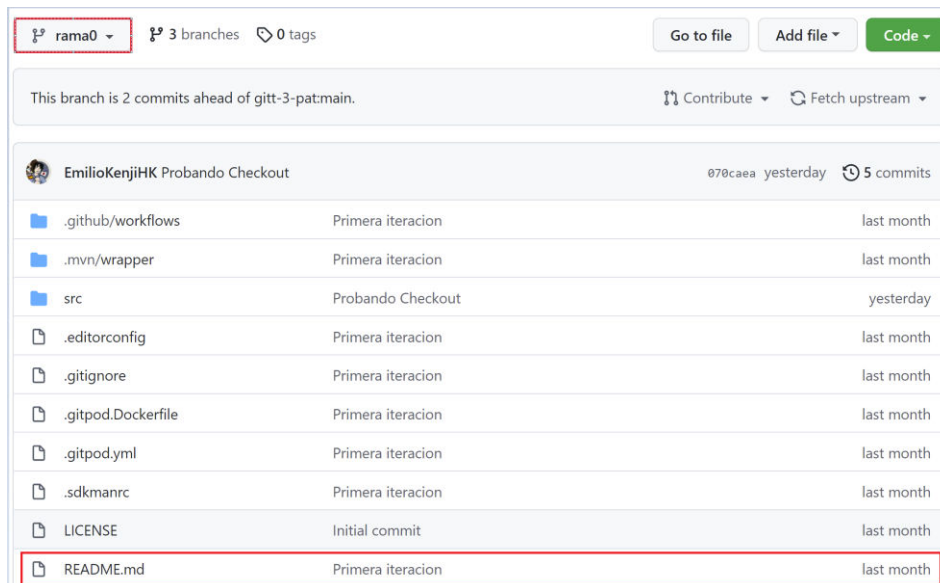 rama0 3 branches 0 tags Go to file Add file Code
This branch is 2 commits ahead of gitt-3-pat:main. Contribute Fetch upstream
EmilioKenjiHK Probando Checkout 070caea yesterday 5 commits
.github/workflows Primera iteracion last month
.mvn/wrapper Primera iteracion last month
src Probando Checkout yesterday
.editorconfig Primera iteracion last month
.gitignore Primera iteracion last month
.gitpod.Dockerfile Primera iteracion last month
.gitpod.yml Primera iteracion last month
.sdkmanrc Primera iteracion last month
LICENSE Initial commit last month
README.md Primera iteracion last month